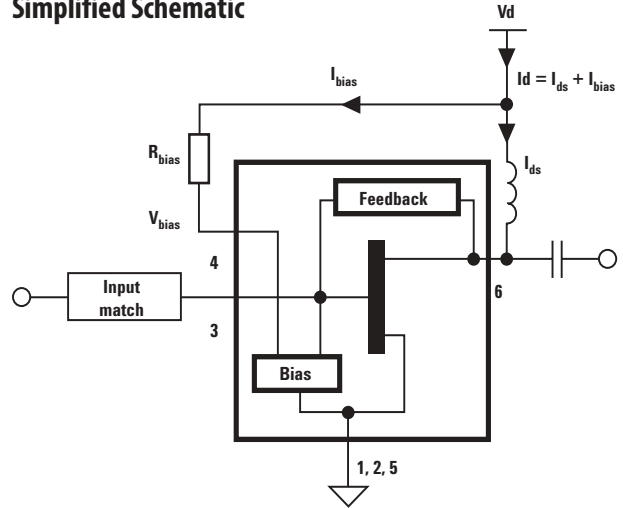 Simplified Schematic
Vd
Ibias
Id = Ids + Ibias
Rbias
Ids
Feedback
Vbias
4
Input
match
6
3
Bias
1, 2, 5